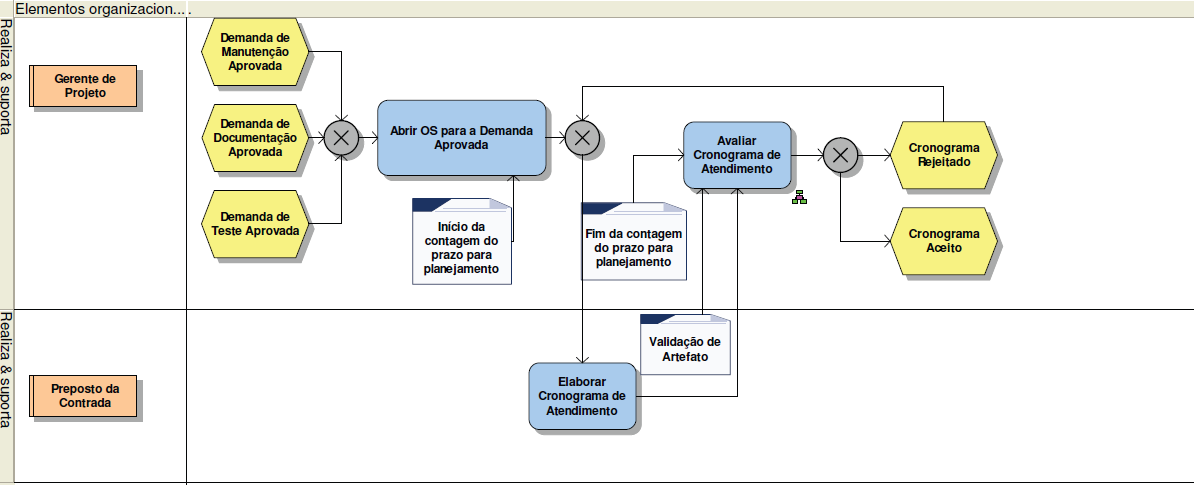 Elementos organizacion... .
Realiza & suporta
Gerente de
Projeto
Demanda de
Manutenção
Aprovada
Demanda de
Documentação
Aprovada
Demanda de
Teste Aprovada
Abrir OS para a Demanda
Aprovada
Início da
contagem do
prazo para
planejamento
Fim da contagem
do prazo para
planejamento
Avaliar
Cronograma de
Atendimento
Cronograma
Rejeitado
Cronograma
Aceito
Realiza & suporta
Preposto da
Contrada
Elaborar
Cronograma de
Atendimento
Validação de
Artefato